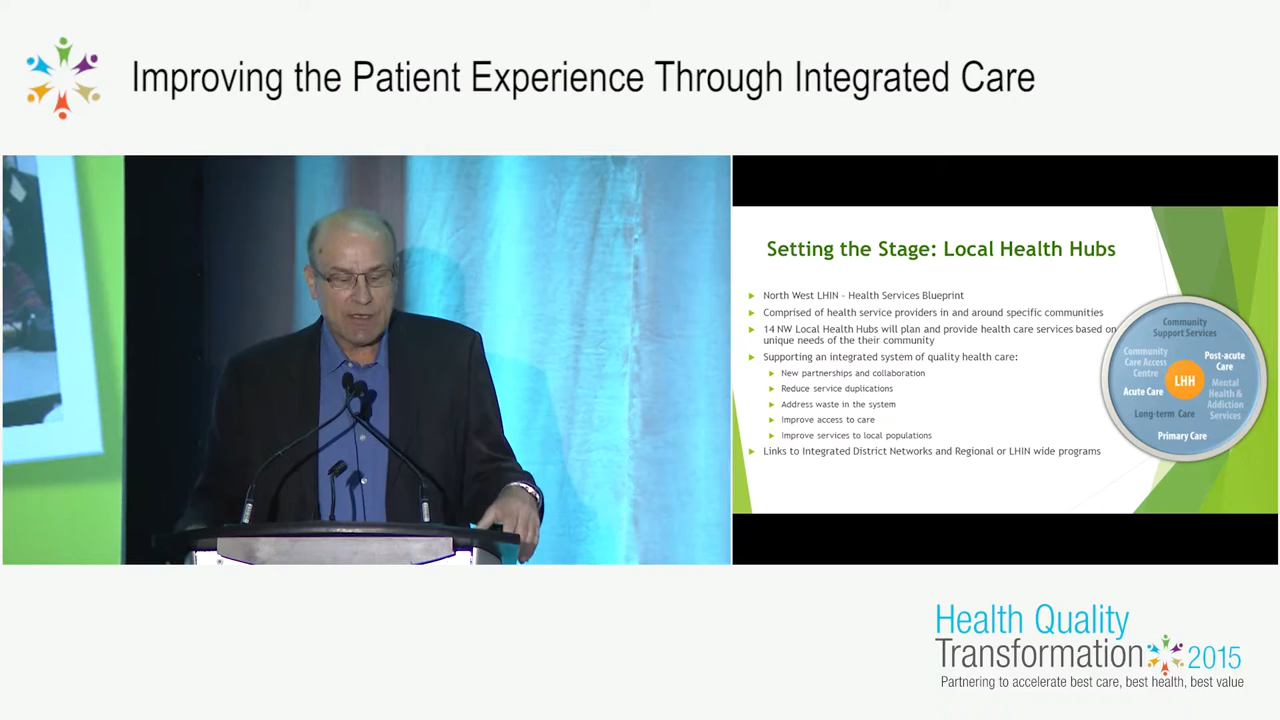 Improving the Patient Experience Through Integrated Care
Setting the Stage: Local Health Hubs
North West LHIN – Health Services Blueprint
Comprised of health service providers in and around specific communities
14 NW Local Health Hubs will plan and provide health care services based on
unique needs of the their community
Supporting an integrated system of quality health care:
New partnerships and collaboration
Reduce service duplications
Address waste in the system
Improve access to care
Improve services to local populations
Links to Integrated District Networks and Regional or LHIN wide programs
Community
Support Services
Community
Care Access
Centre
Post-acute
Care
Acute Care
LHH
Mental
Health &
Addiction
Services
Long-term Care
Primary Care
Health Quality
Transformation 2015
Partnering to accelerate best care, best health, best value